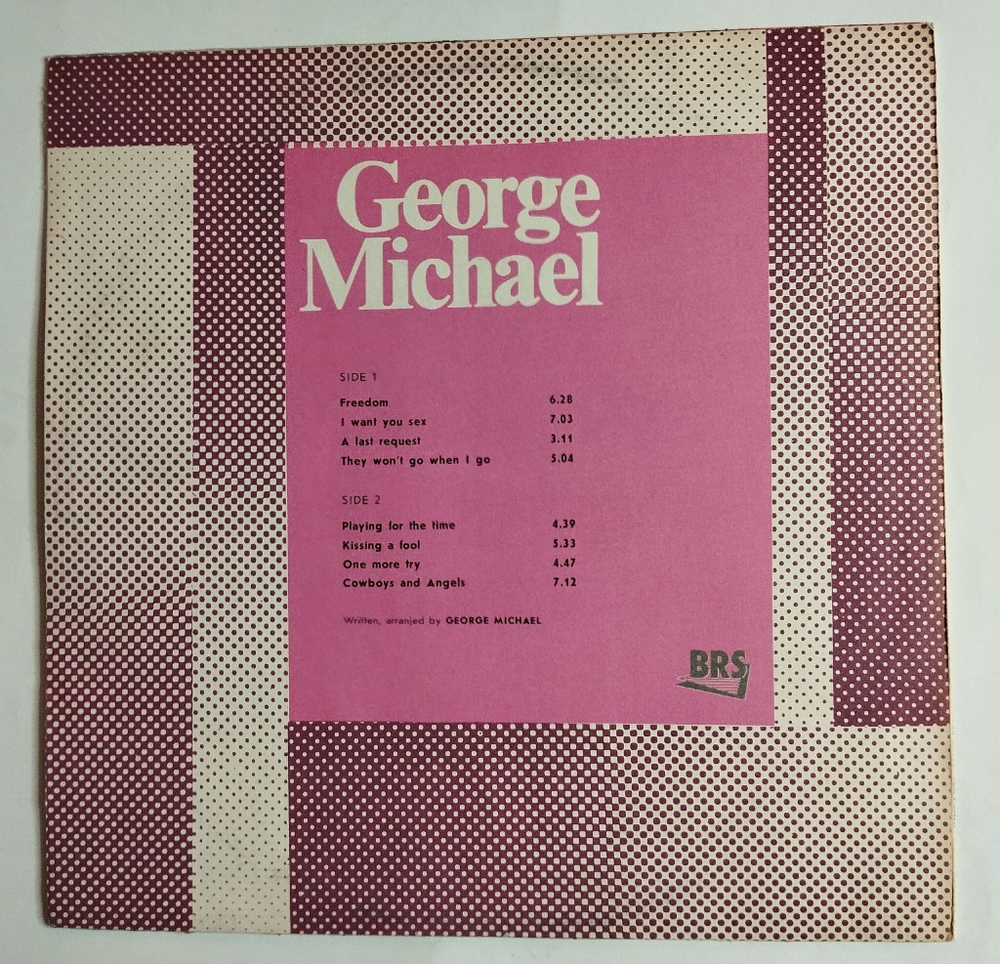 George
Michael
SIDE 1
Freedom 6.28
I want you sex 7.03
A last request 3.11
They won't go when I go 5.04
SIDE 2
Playing for the time 4.39
Kissing a fool 5.33
One more try 4.47
Cowboys and Angels 7.12
Written, arranjed by GEORGE MICHAEL
BRS